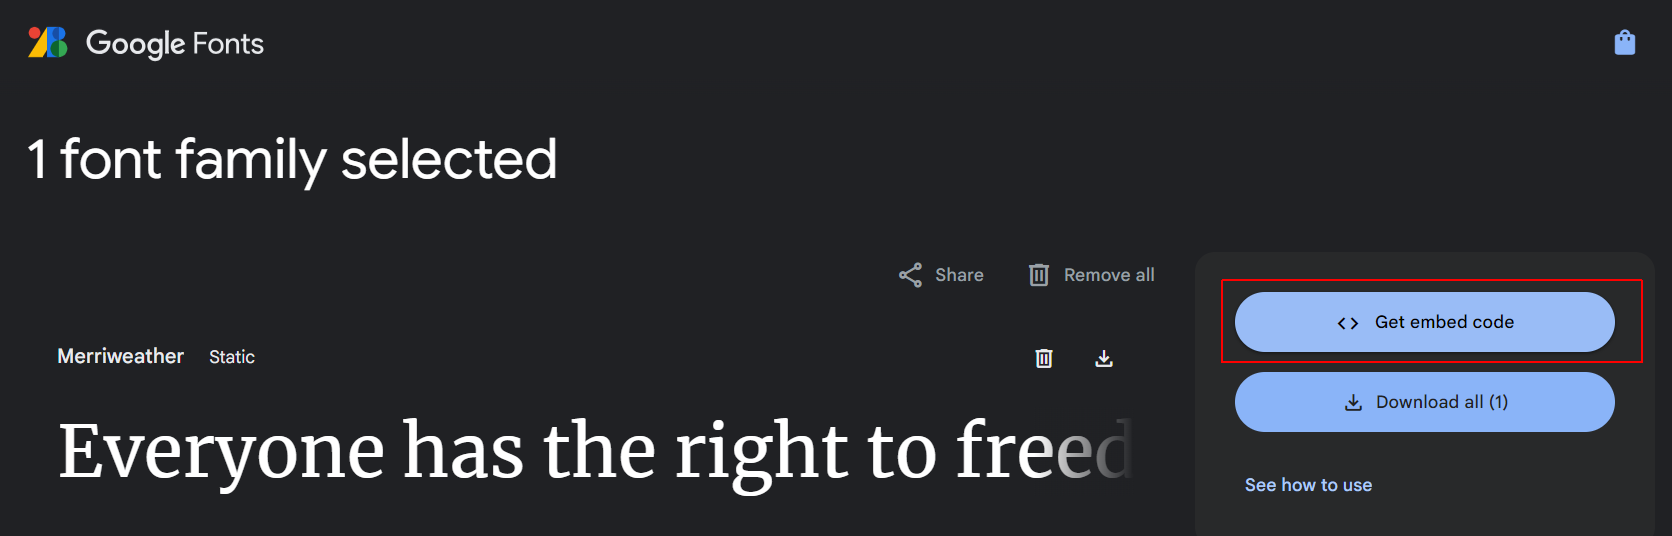 Google Fonts
1 font family selected
Share Remove all
Get embed code
Merriweather Static
Download all (1)
Everyone has the right to freed
See how to use